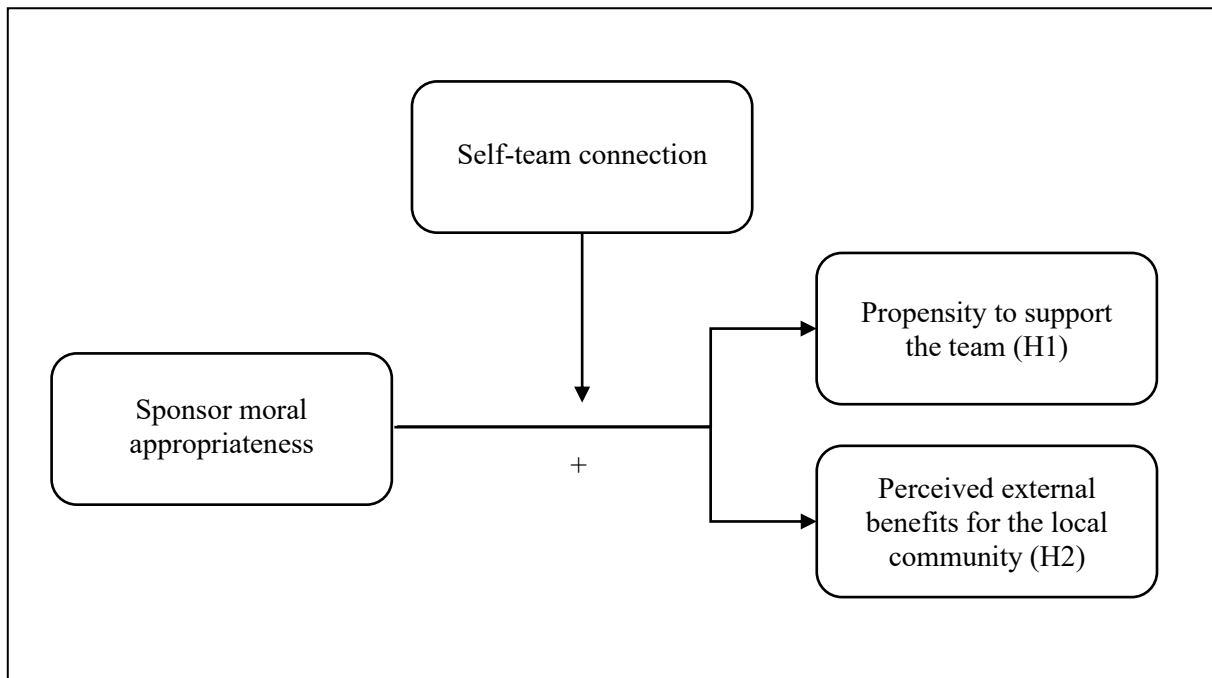 Self-team connection
Propensity to support
the team (H1)
Sponsor moral
appropriateness
+
Perceived external
benefits for the local
community (H2)